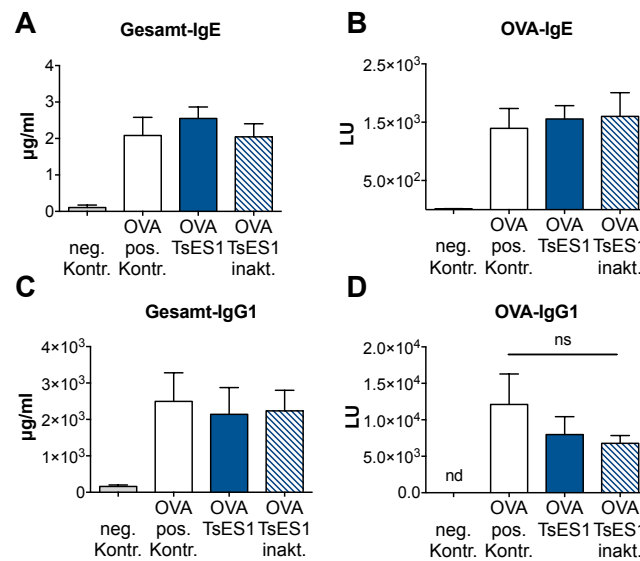 A
Gesamt-IgE
µg/ml
4
3
2
1
0
neg. Kontr.
OVA pos. Kontr.
OVA TsES1
OVA TsES1 inakt.
B
OVA-IgE
LU
2.5×10³
1.5×10³
5.0×10²
neg. Kontr.
OVA pos. Kontr.
OVA TsES1
OVA TsES1 inakt.
C
Gesamt-IgG1
µg/ml
4×10³
3×10³
2×10³
1×10³
0
neg. Kontr.
OVA pos. Kontr.
OVA TsES1
OVA TsES1 inakt.
D
OVA-IgG1
LU
2.0×10⁴
1.5×10⁴
1.0×10⁴
5.0×10³
0.0
nd
ns
neg. Kontr.
OVA pos. Kontr.
OVA TsES1
OVA TsES1 inakt.